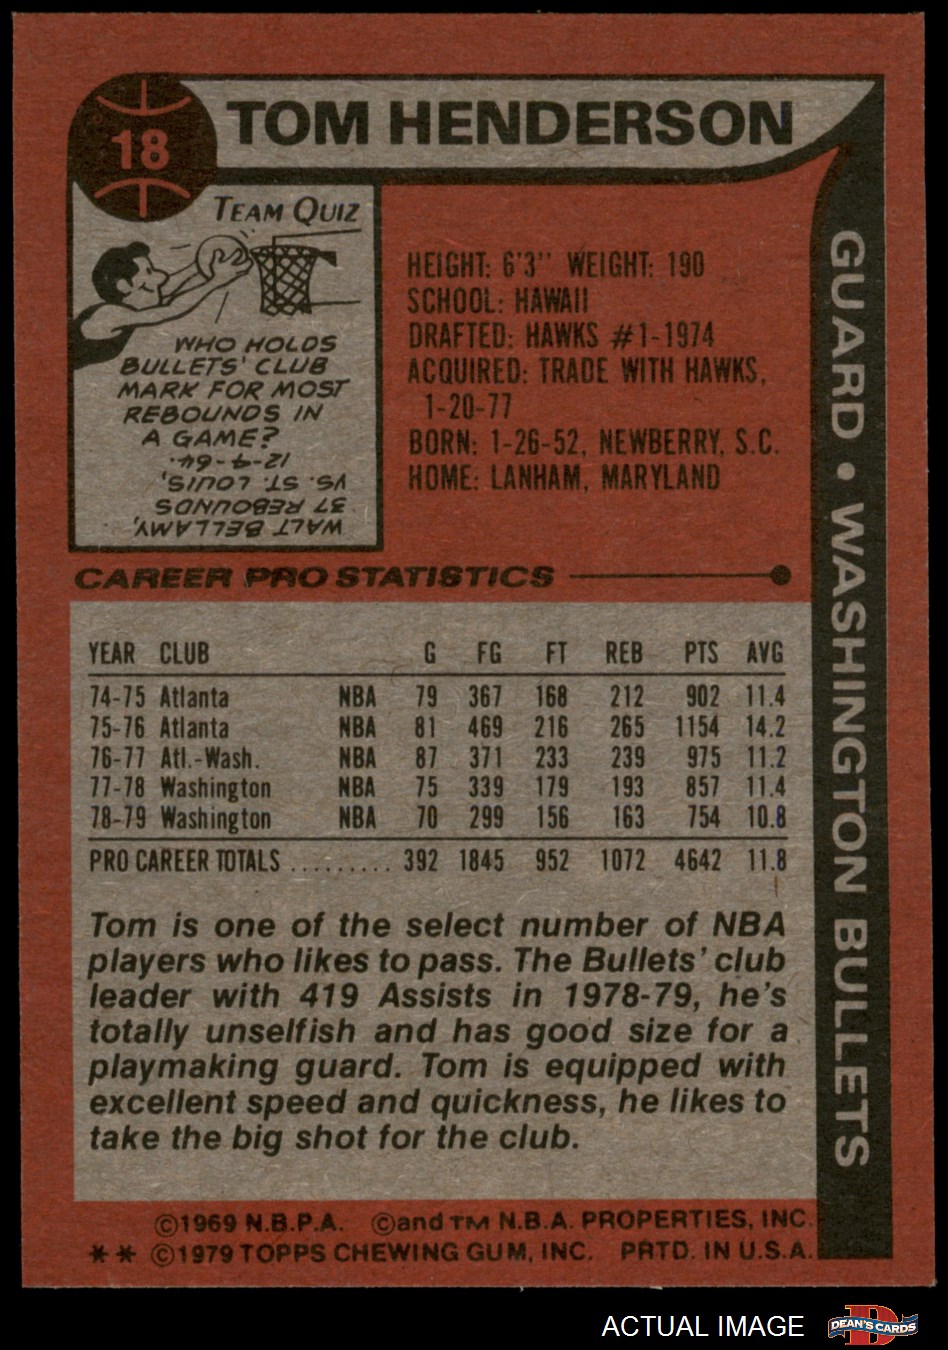 18
TOM HENDERSON
TEAM QUIZ
WHO HOLDS
BULLETS' CLUB
MARK FOR MOST
REBOUNDS IN
A GAME?
WALT BELLAMY,
37 REBOUNDS
VS. ST. LOUIS,
12-4-64.
HEIGHT: 6'3" WEIGHT: 190
SCHOOL: HAWAII
DRAFTED: HAWKS #1-1974
ACQUIRED: TRADE WITH HAWKS,
1-20-77
BORN: 1-26-52, NEWBERRY, S.C.
HOME: LANHAM, MARYLAND
GUARD • WASHINGTON BULLETS
CAREER PRO STATISTICS
YEAR CLUB G FG FT REB PTS AVG
74-75 Atlanta NBA 79 367 168 212 902 11.4
75-76 Atlanta NBA 81 469 216 265 1154 14.2
76-77 Atl.-Wash. NBA 87 371 233 239 975 11.2
77-78 Washington NBA 75 339 179 193 857 11.4
78-79 Washington NBA 70 299 156 163 754 10.8
PRO CAREER TOTALS ......... 392 1845 952 1072 4642 11.8
Tom is one of the select number of NBA
players who likes to pass. The Bullets' club
leader with 419 Assists in 1978-79, he's
totally unselfish and has good size for a
playmaking guard. Tom is equipped with
excellent speed and quickness, he likes to
take the big shot for the club.
©1969 N.B.P.A. ©and TM N.B.A. PROPERTIES, INC.
** ©1979 TOPPS CHEWING GUM, INC. PRTD. IN U.S.A.
ACTUAL IMAGE
D
DEAN'S CARDS